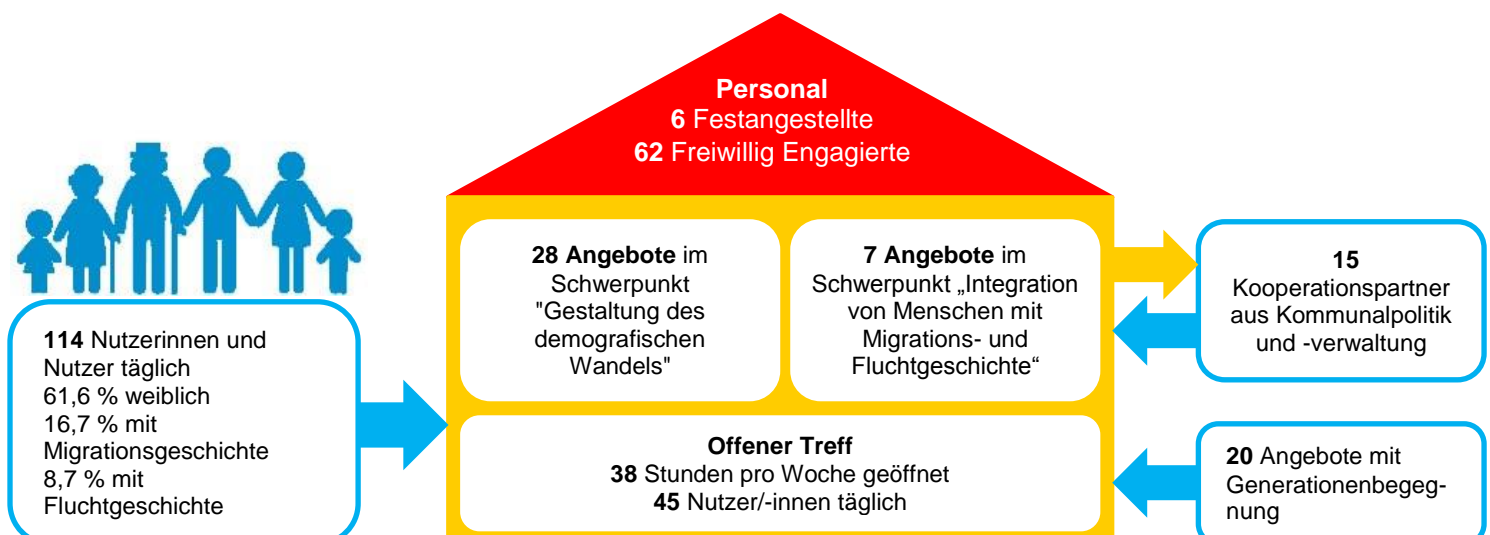 Personal
6 Festangestellte
62 Freiwillig Engagierte
28 Angebote im
Schwerpunkt
"Gestaltung des
demografischen
Wandels"
7 Angebote im
Schwerpunkt „Integration
von Menschen mit
Migrations- und
Fluchtgeschichte“
15
Kooperationspartner
aus Kommunalpolitik
und -verwaltung
114 Nutzerinnen und
Nutzer täglich
61,6 % weiblich
16,7 % mit
Migrationsgeschichte
8,7 % mit
Fluchtgeschichte
Offener Treff
38 Stunden pro Woche geöffnet
45 Nutzer/-innen täglich
20 Angebote mit
Generationenbegeg-
nung